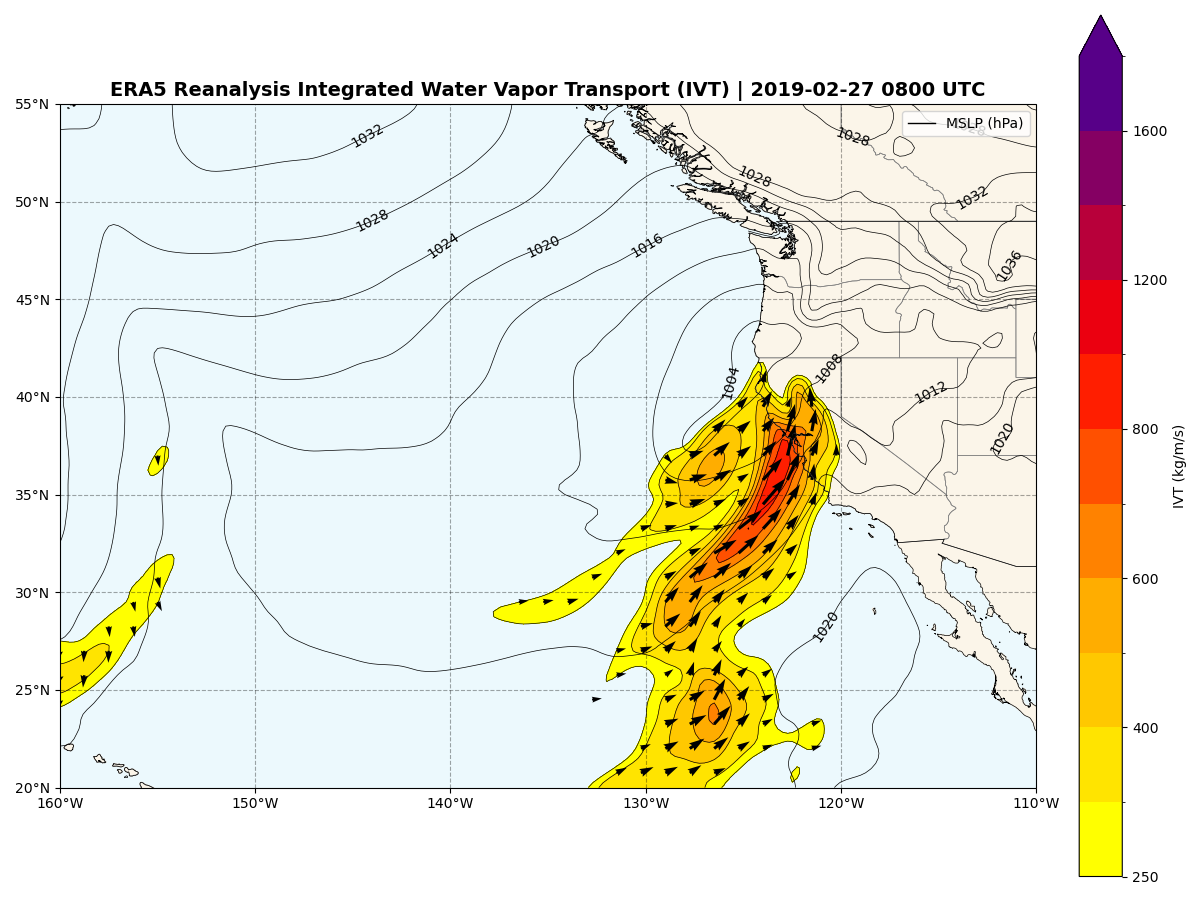 ERA5 Reanalysis Integrated Water Vapor Transport (IVT) | 2019-02-27 0800 UTC
MSLP (hPa)
55°N
50°N
45°N
40°N
35°N
30°N
25°N
20°N
160°W
150°W
140°W
130°W
120°W
110°W
1032
1028
1024
1020
1016
1028
1028
1028
1032
1036
1004
1008
1012
1020
1020
1600
1200
800
600
400
250
IVT (kg/m/s)